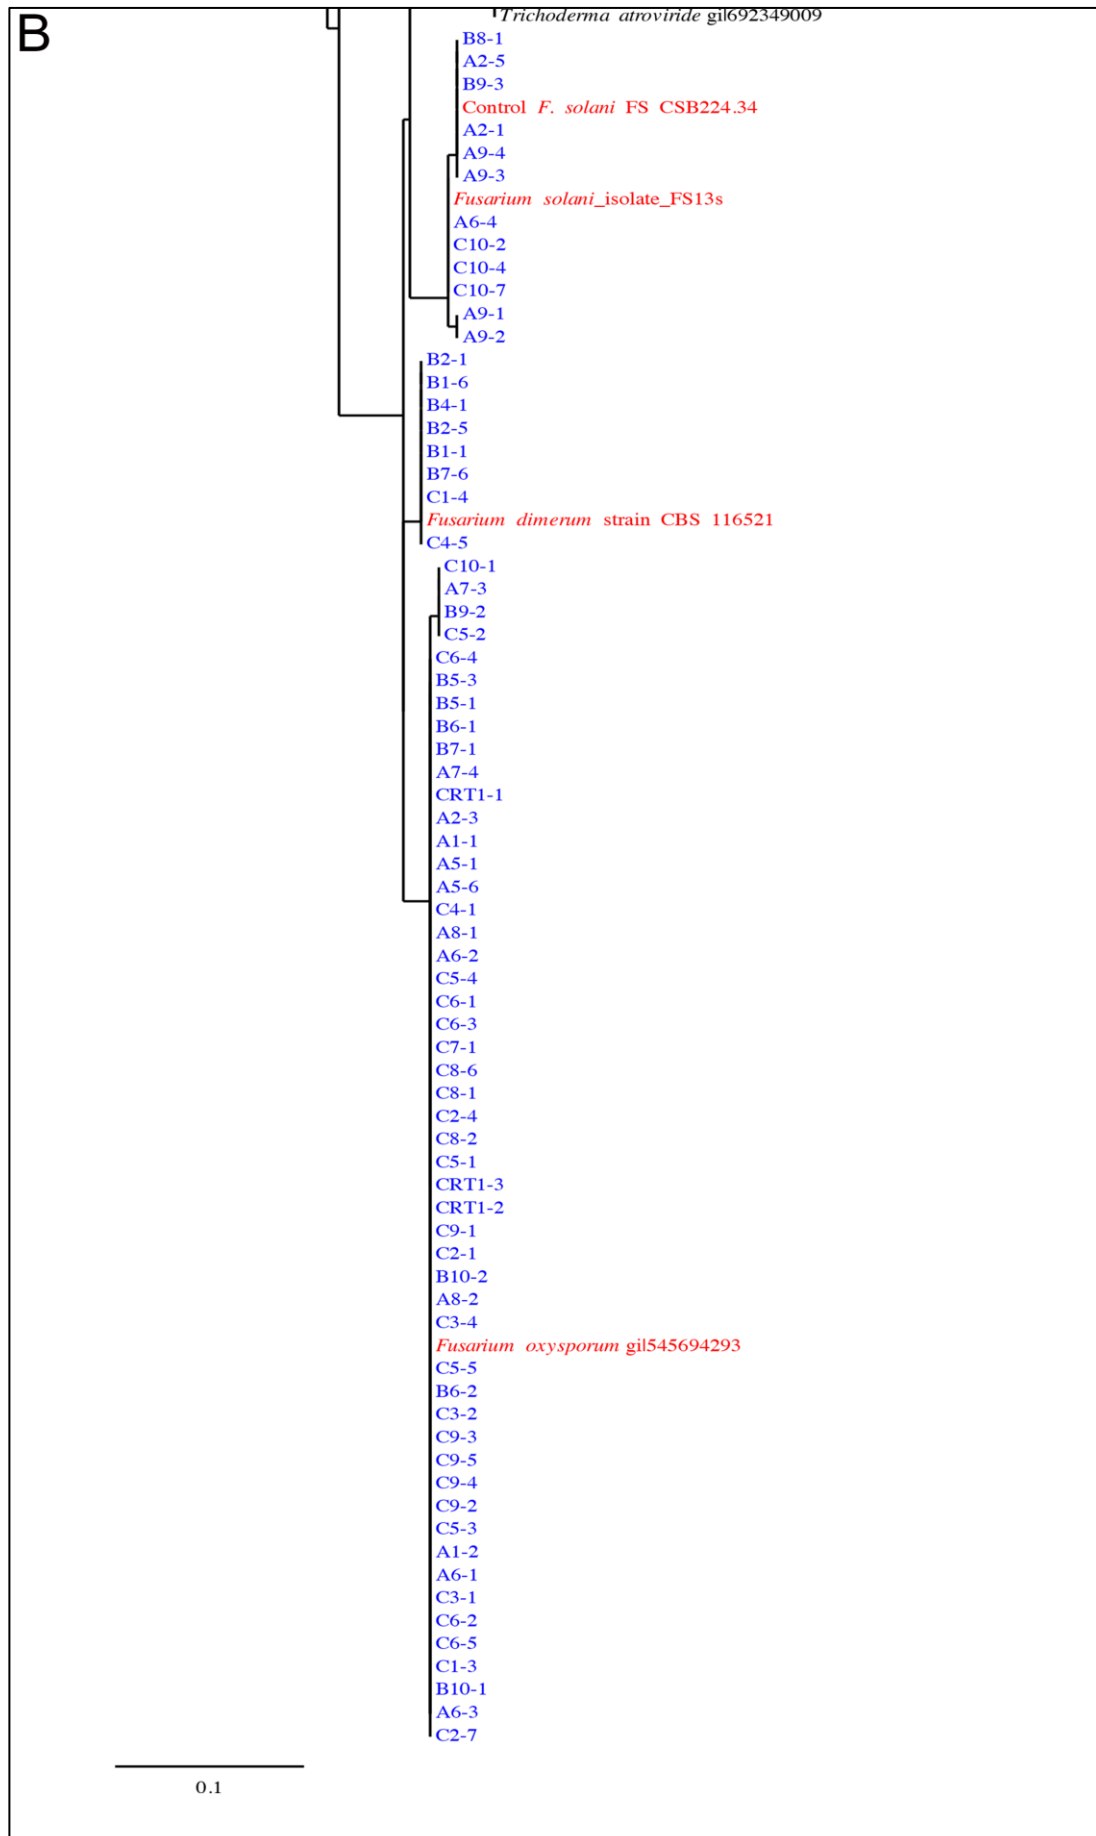 B
Trichoderma atroviride gi|692349009
B8-1
A2-5
B9-3
Control F. solani FS CSB224.34
A2-1
A9-4
A9-3
Fusarium solani_isolate_FS13s
A6-4
C10-2
C10-4
C10-7
A9-1
A9-2
B2-1
B1-6
B4-1
B2-5
B1-1
B7-6
C1-4
Fusarium dimerum strain CBS 116521
C4-5
C10-1
A7-3
B9-2
C5-2
C6-4
B5-3
B5-1
B6-1
B7-1
A7-4
CRT1-1
A2-3
A1-1
A5-1
A5-6
C4-1
A8-1
A6-2
C5-4
C6-1
C6-3
C7-1
C8-6
C8-1
C2-4
C8-2
C5-1
CRT1-3
CRT1-2
C9-1
C2-1
B10-2
A8-2
C3-4
Fusarium oxysporum gi|545694293
C5-5
B6-2
C3-2
C9-3
C9-5
C9-4
C9-2
C5-3
A1-2
A6-1
C3-1
C6-2
C6-5
C1-3
B10-1
A6-3
C2-7
0.1